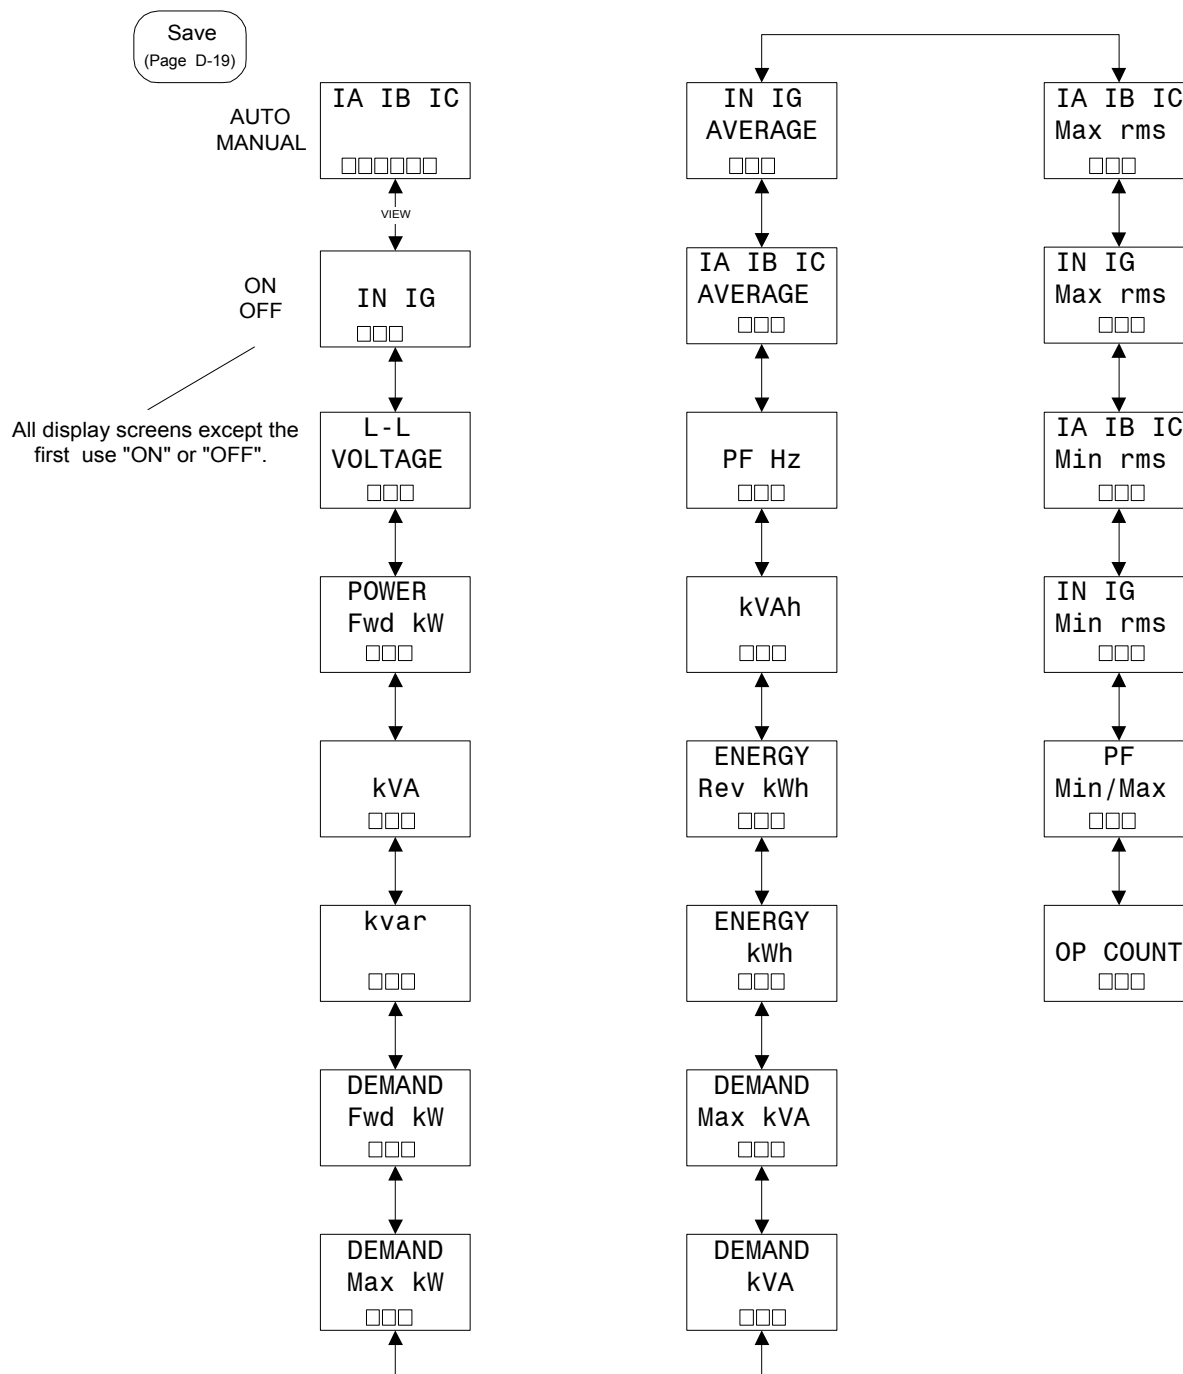 Save
(Page D-19)
AUTO
MANUAL
IA IB IC
□□□□□□
VIEW
ON
OFF
IN IG
□□□
All display screens except the
first use "ON" or "OFF".
L-L
VOLTAGE
□□□
POWER
Fwd kW
□□□
kVA
□□□
kvar
□□□
DEMAND
Fwd kW
□□□
DEMAND
Max kW
□□□
IN IG
AVERAGE
□□□
IA IB IC
AVERAGE
□□□
PF Hz
□□□
kVAh
□□□
ENERGY
Rev kWh
□□□
ENERGY
kWh
□□□
DEMAND
Max kVA
□□□
DEMAND
kVA
□□□
IA IB IC
Max rms
□□□
IN IG
Max rms
□□□
IA IB IC
Min rms
□□□
IN IG
Min rms
□□□
PF
Min/Max
□□□
OP COUNT
□□□